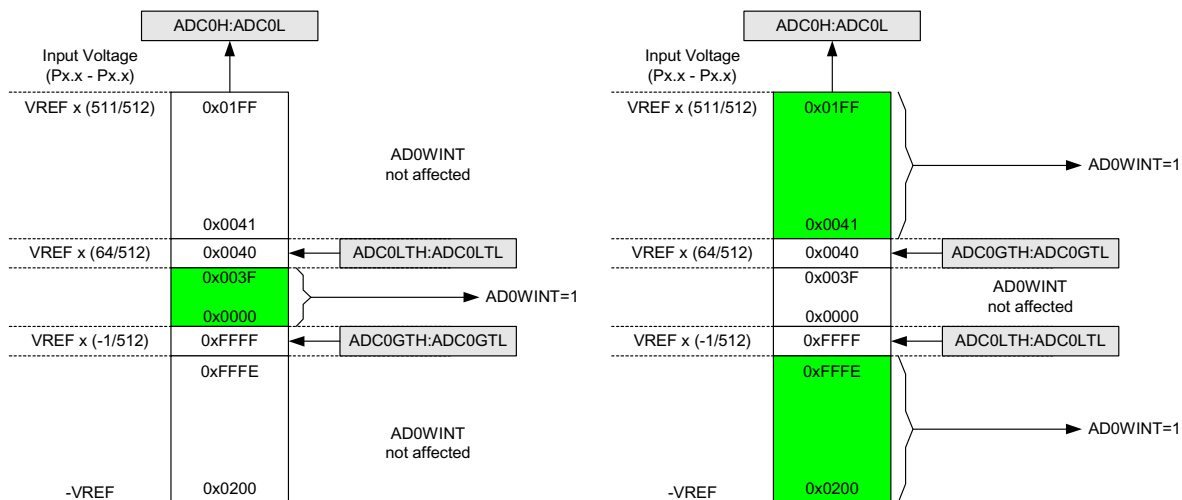 ADC0H:ADC0L
Input Voltage
(Px.x - Px.x)
VREF x (511/512)
0x01FF
AD0WINT
not affected
0x0041
VREF x (64/512)
0x0040
ADC0LTH:ADC0LTL
0x003F
AD0WINT=1
0x0000
VREF x (-1/512)
0xFFFF
ADC0GTH:ADC0GTL
0xFFFE
AD0WINT
not affected
-VREF
0x0200
ADC0H:ADC0L
Input Voltage
(Px.x - Px.x)
VREF x (511/512)
0x01FF
AD0WINT=1
0x0041
VREF x (64/512)
0x0040
ADC0GTH:ADC0GTL
0x003F
AD0WINT
not affected
0x0000
VREF x (-1/512)
0xFFFF
ADC0LTH:ADC0LTL
0xFFFE
AD0WINT=1
-VREF
0x0200